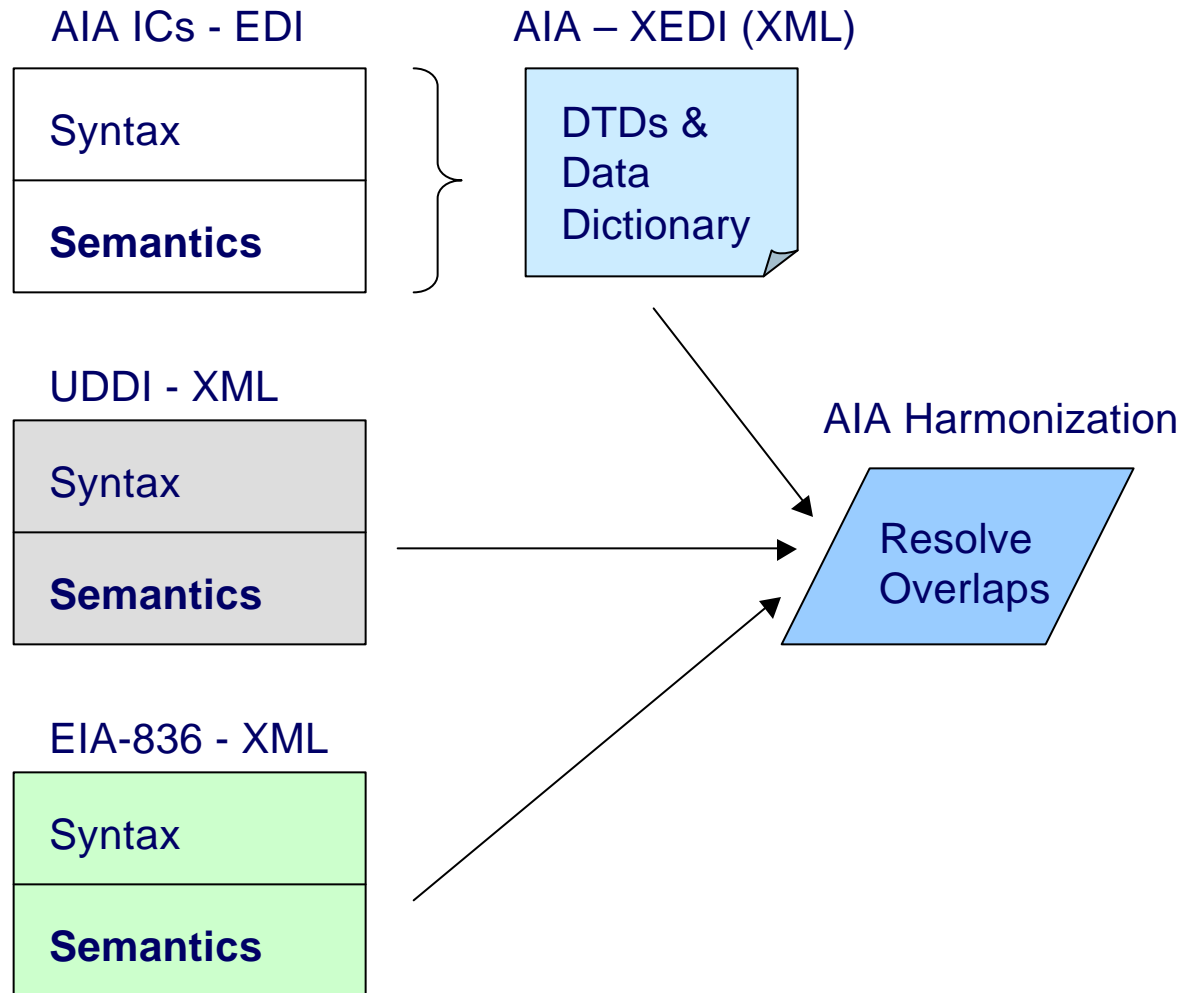 AIA ICs - EDI
Syntax
Semantics
AIA – XEDI (XML)
DTDs &
Data
Dictionary
UDDI - XML
Syntax
Semantics
AIA Harmonization
Resolve
Overlaps
EIA-836 - XML
Syntax
Semantics